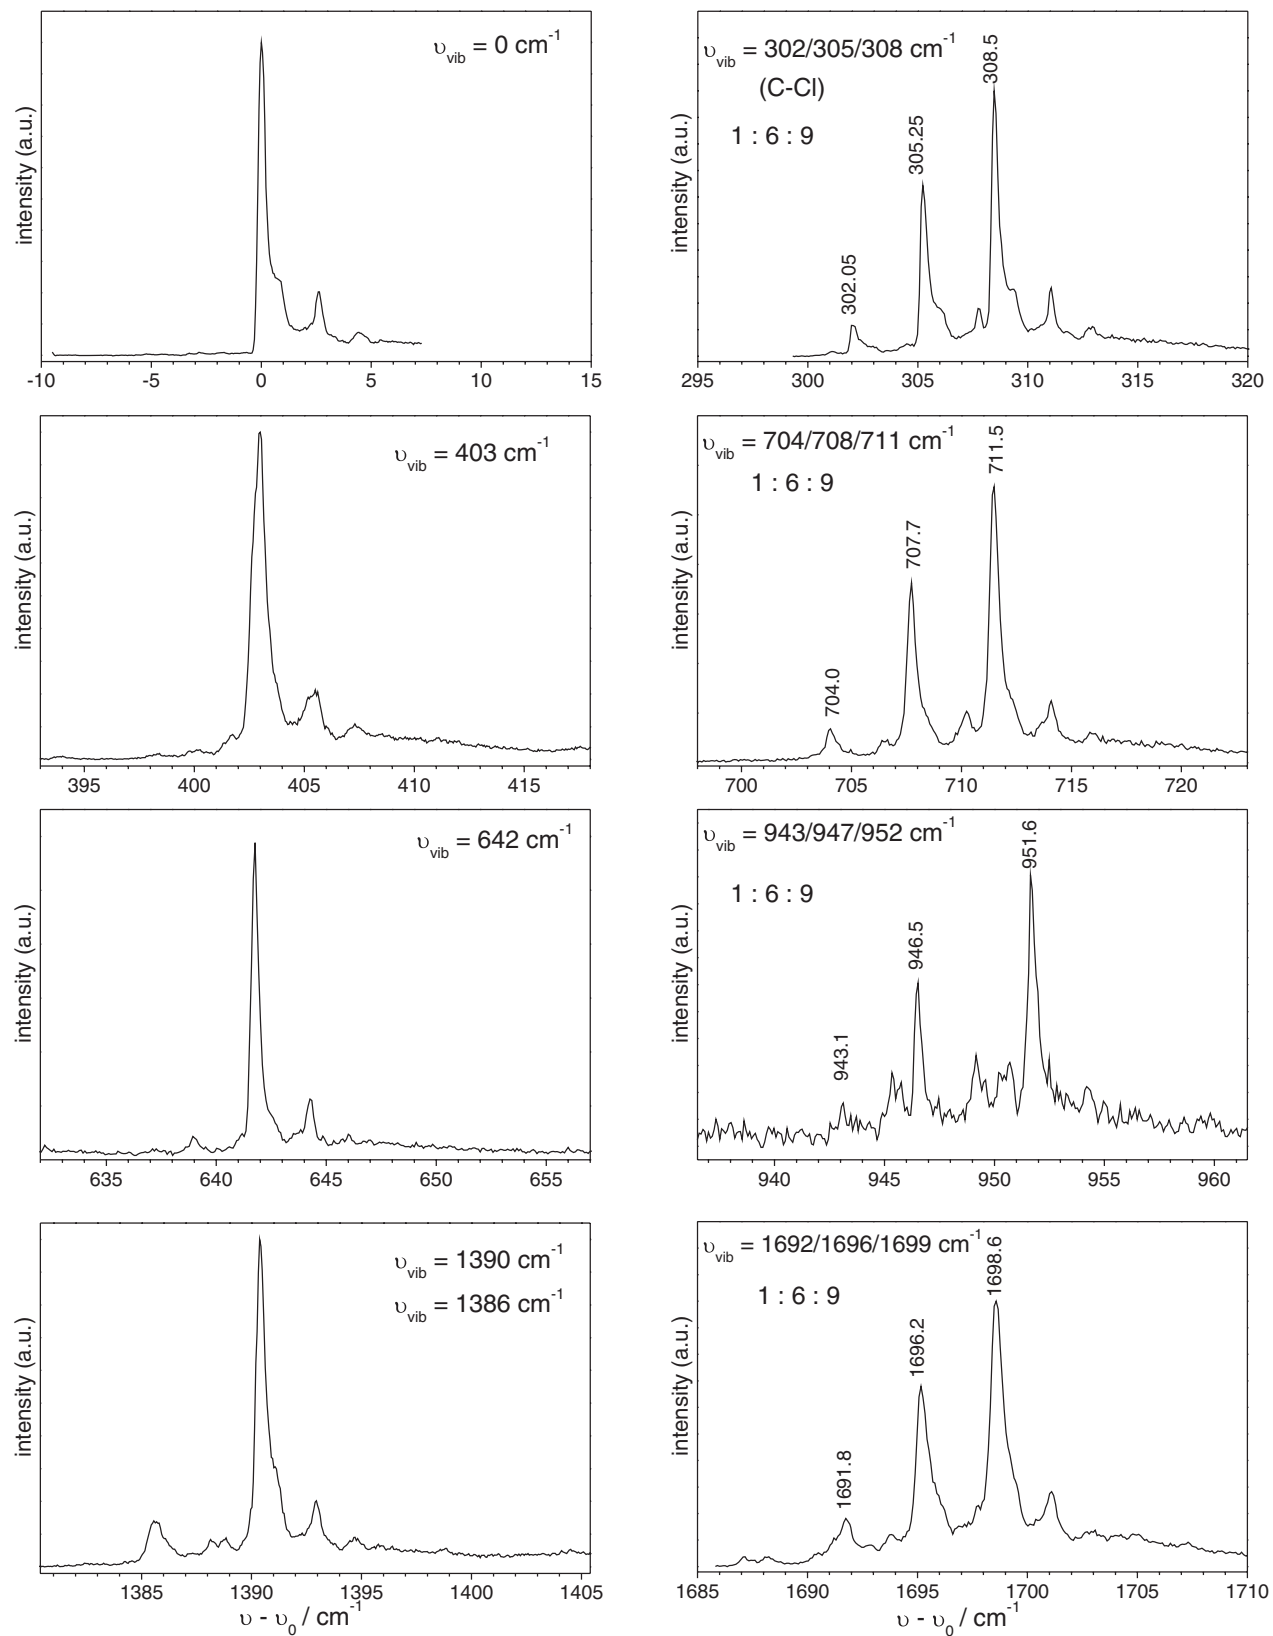 υvib = 0 cm-1
intensity (a.u.)
-10 -5 0 5 10 15
υvib = 302/305/308 cm-1
(C-Cl)
1 : 6 : 9
302.05
305.25
308.5
intensity (a.u.)
295 300 305 310 315 320
υvib = 403 cm-1
intensity (a.u.)
395 400 405 410 415
υvib = 704/708/711 cm-1
1 : 6 : 9
704.0
707.7
711.5
intensity (a.u.)
700 705 710 715 720
υvib = 642 cm-1
intensity (a.u.)
635 640 645 650 655
υvib = 943/947/952 cm-1
1 : 6 : 9
943.1
946.5
951.6
intensity (a.u.)
940 945 950 955 960
υvib = 1390 cm-1
υvib = 1386 cm-1
intensity (a.u.)
1385 1390 1395 1400 1405
υ - υ0 / cm-1
υvib = 1692/1696/1699 cm-1
1 : 6 : 9
1691.8
1696.2
1698.6
intensity (a.u.)
1685 1690 1695 1700 1705 1710
υ - υ0 / cm-1